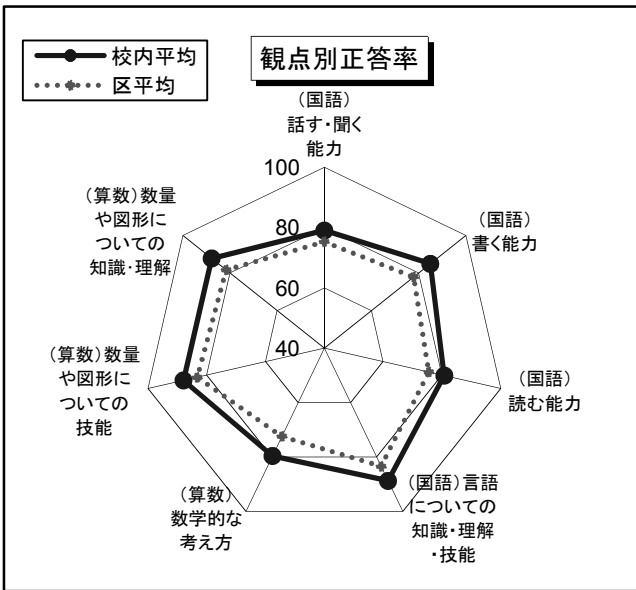 校内平均
区平均
観点別正答率
(国語)
話す・聞く
能力
100
80
60
40
(国語)
書く能力
(国語)
読む能力
(国語)言語
についての
知識・理解
・技能
(算数)
数学的な
考え方
(算数)数量
や図形に
ついての
技能
(算数)数量
や図形に
ついての
知識・理解